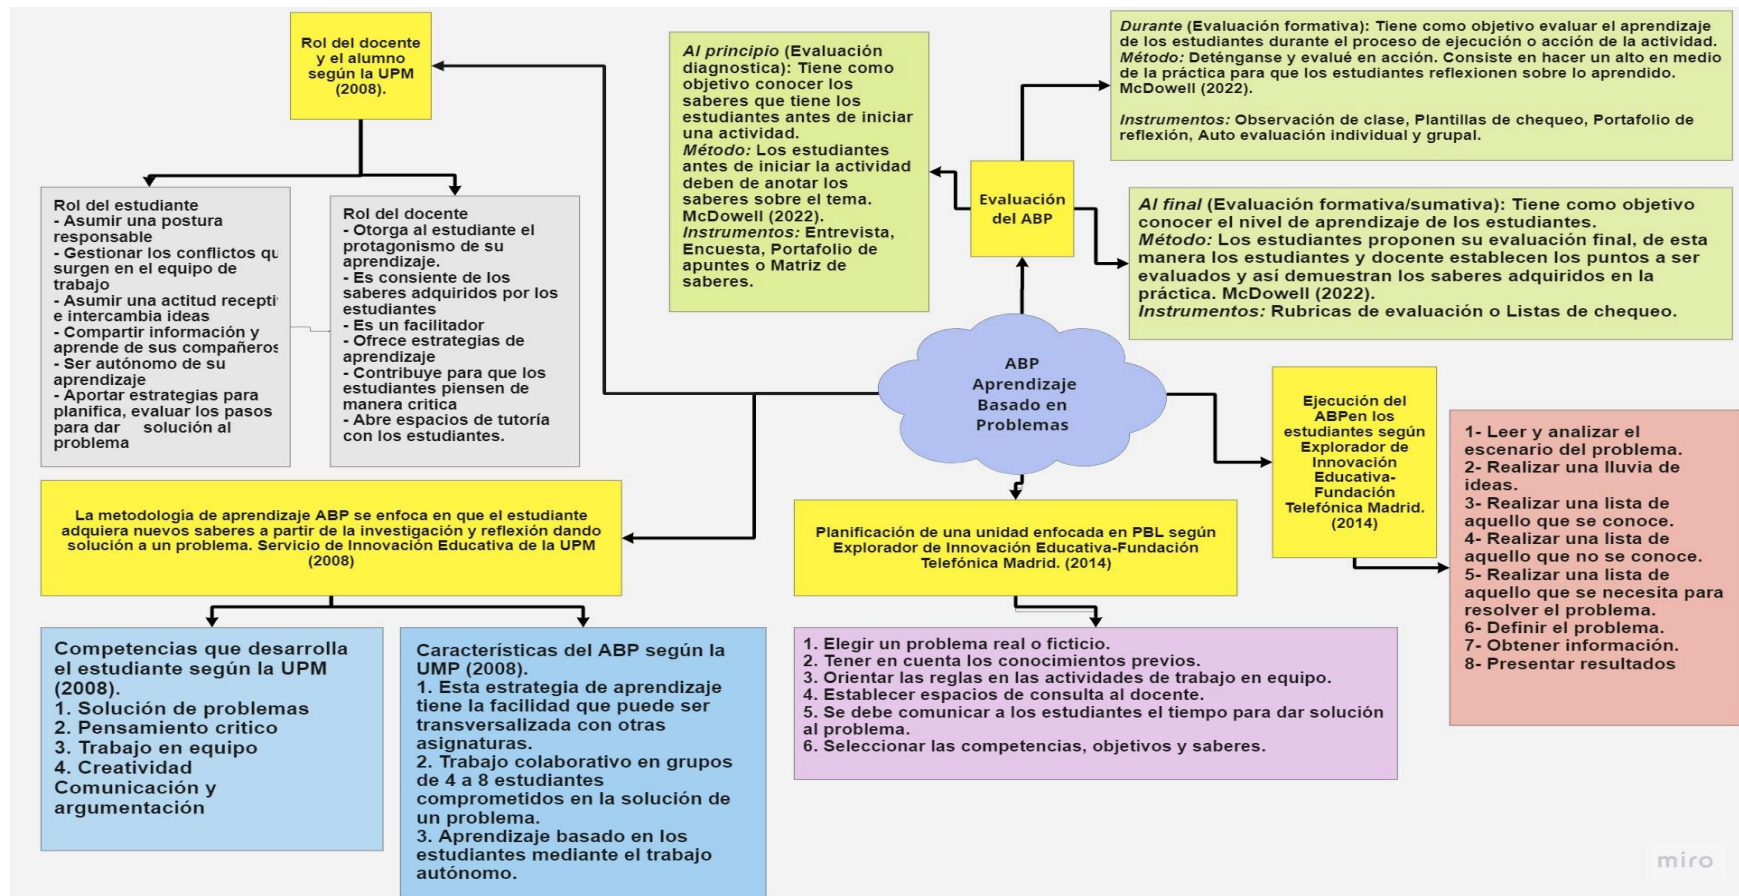 Rol del docente
y el alumno
según la UPM
(2008).
Al principio (Evaluación
diagnostica): Tiene como
objetivo conocer los
saberes que tiene los
estudiantes antes de iniciar
una actividad.
Método: Los estudiantes
antes de iniciar la actividad
deben de anotar los
saberes sobre el tema.
McDowell (2022).
Instrumentos: Entrevista,
Encuesta, Portafolio de
apuntes o Matriz de
saberes.
Durante (Evaluación formativa): Tiene como objetivo evaluar el aprendizaje
de los estudiantes durante el proceso de ejecución o acción de la actividad.
Método: Deténganse y evalué en acción. Consiste en hacer un alto en medio
de la práctica para que los estudiantes reflexionen sobre lo aprendido.
McDowell (2022).
Instrumentos: Observación de clase, Plantillas de chequeo, Portafolio de
reflexión, Auto evaluación individual y grupal.
Evaluación
del ABP
Al final (Evaluación formativa/sumativa): Tiene como objetivo
conocer el nivel de aprendizaje de los estudiantes.
Método: Los estudiantes proponen su evaluación final, de esta
manera los estudiantes y docente establecen los puntos a ser
evaluados y así demuestran los saberes adquiridos en la
práctica. McDowell (2022).
Instrumentos: Rubricas de evaluación o Listas de chequeo.
Rol del estudiante
- Asumir una postura
responsable
- Gestionar los conflictos qu
surgen en el equipo de
trabajo
- Asumir una actitud recepti
e intercambia ideas
- Compartir información y
aprende de sus compañeros
- Ser autónomo de su
aprendizaje
- Aportar estrategias para
planifica, evaluar los pasos
para dar solución al
problema
Rol del docente
- Otorga al estudiante el
protagonismo de su
aprendizaje.
- Es consiente de los
saberes adquiridos por los
estudiantes
- Es un facilitador
- Ofrece estrategias de
aprendizaje
- Contribuye para que los
estudiantes piensen de
manera critica
- Abre espacios de tutoría
con los estudiantes.
ABP
Aprendizaje
Basado en
Problemas
Ejecución del
ABPen los
estudiantes según
Explorador de
Innovación
Educativa-
Fundación
Telefónica Madrid.
(2014)
1- Leer y analizar el
escenario del problema.
2- Realizar una lluvia de
ideas.
3- Realizar una lista de
aquello que se conoce.
4- Realizar una lista de
aquello que no se conoce.
5- Realizar una lista de
aquello que se necesita para
resolver el problema.
6- Definir el problema.
7- Obtener información.
8- Presentar resultados
La metodología de aprendizaje ABP se enfoca en que el estudiante
adquiera nuevos saberes a partir de la investigación y reflexión dando
solución a un problema. Servicio de Innovación Educativa de la UPM
(2008)
Planificación de una unidad enfocada en PBL según
Explorador de Innovación Educativa-Fundación
Telefónica Madrid. (2014)
Competencias que desarrolla
el estudiante según la UPM
(2008).
1. Solución de problemas
2. Pensamiento critico
3. Trabajo en equipo
4. Creatividad
Comunicación y
argumentación
Características del ABP según la
UMP (2008).
1. Esta estrategia de aprendizaje
tiene la facilidad que puede ser
transversalizada con otras
asignaturas.
2. Trabajo colaborativo en grupos
de 4 a 8 estudiantes
comprometidos en la solución de
un problema.
3. Aprendizaje basado en los
estudiantes mediante el trabajo
autónomo.
1. Elegir un problema real o ficticio.
2. Tener en cuenta los conocimientos previos.
3. Orientar las reglas en las actividades de trabajo en equipo.
4. Establecer espacios de consulta al docente.
5. Se debe comunicar a los estudiantes el tiempo para dar solución
al problema.
6. Seleccionar las competencias, objetivos y saberes.
miro